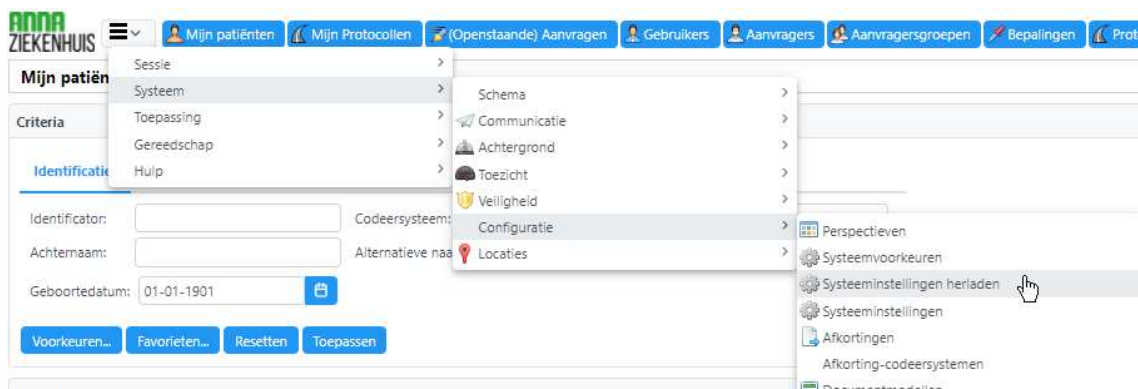 ANNA
ZIEKENHUIS
Mijn patiënten
Mijn Protocollen
(Openstaande) Aanvragen
Gebruikers
Aanvragers
Aanvragersgroepen
Bepalingen
Prot
Mijn patiën
Sessie
Systeem
Toepassing
Gereedschap
Hulp
Schema
Communicatie
Achtergrond
Toezicht
Veiligheid
Configuratie
Locaties
Perspectieven
Systeemvoorkeuren
Systeeminstellingen herladen
Systeeminstellingen
Afkortingen
Afkorting-codeersystemen
Criteria
Identificatie
Identificator:
Codeersysteem:
Achternaam:
Alternatieve naa
Geboortedatum: 01-01-1901
Voorkeuren...
Favorieten...
Resetten
Toepassen